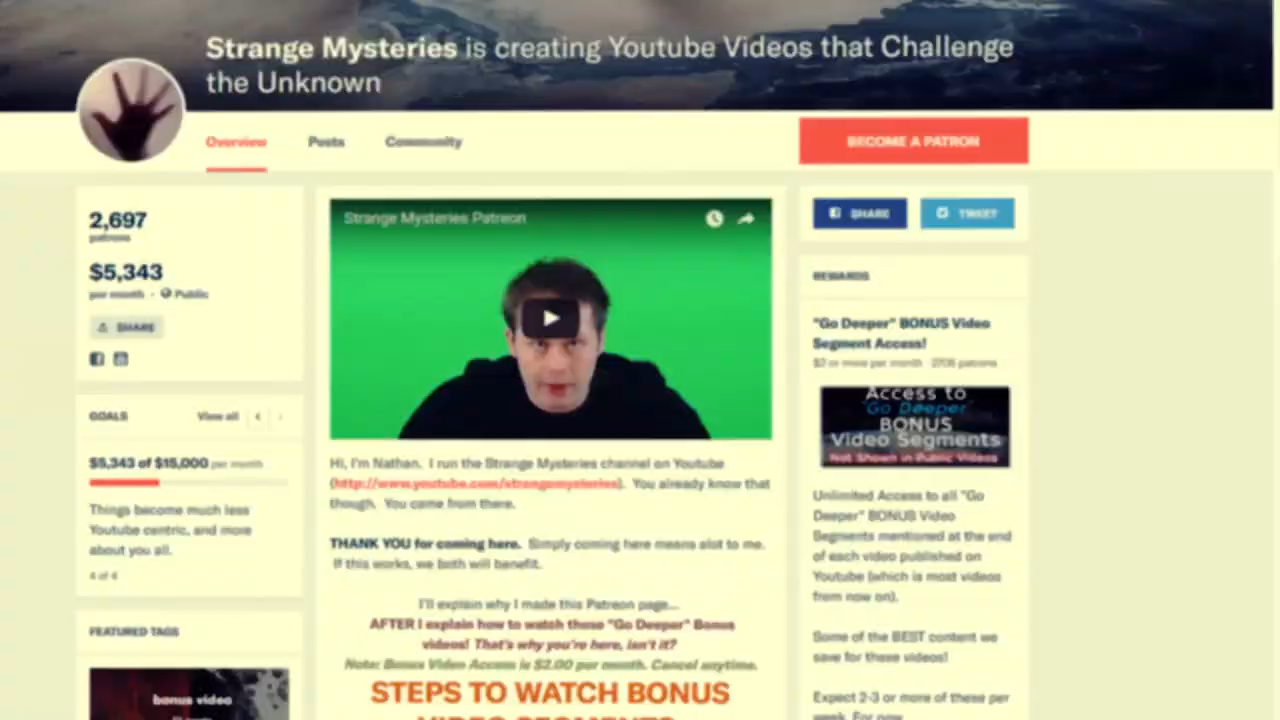 Strange Mysteries is creating Youtube Videos that Challenge
the Unknown
Overview
Posts
Community
BECOME A PATRON
2,697
patrons
$5,343
per month · Public
SHARE
GOALS
View all
$5,343 of $15,000 per month
Things become much less
Youtube centric, and more
about you all.
4 of 4
FEATURED TAGS
bonus video
Strange Mysteries Patreon
Hi, I'm Nathan. I run the Strange Mysteries channel on Youtube
(http://www.youtube.com/strangemysteries). You already know that
though. You came from there.
THANK YOU for coming here. Simply coming here means alot to me.
If this works, we both will benefit.
I'll explain why I made this Patreon page...
AFTER I explain how to watch those "Go Deeper" Bonus
videos! That's why you're here, isn't it?
Note: Bonus Video Access is $2.00 per month. Cancel anytime.
STEPS TO WATCH BONUS
VIDEO SEGMENTS
SHARE
TWEET
REWARDS
"Go Deeper" BONUS Video
Segment Access!
$2 or more per month · 2706 patrons
Access to
"Go Deeper"
BONUS
Video Segments
Not Shown in Public Videos
Unlimited Access to all "Go
Deeper" BONUS Video
Segments mentioned at the end
of each video published on
Youtube (which is most videos
from now on).
Some of the BEST content we
save for these videos!
Expect 2-3 or more of these per
week. For now